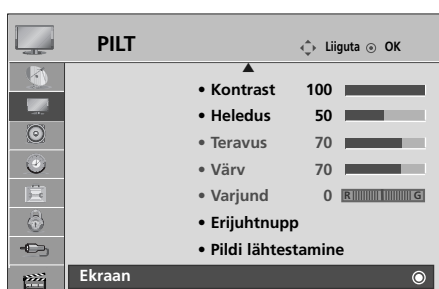 PILT Liiguta OK
• Kontrast 100
• Heledus 50
• Teravus 70
• Värv 70
• Varjund 0 R G
• Erijuhtnupp
• Pildi lähtestamine
Ekraan